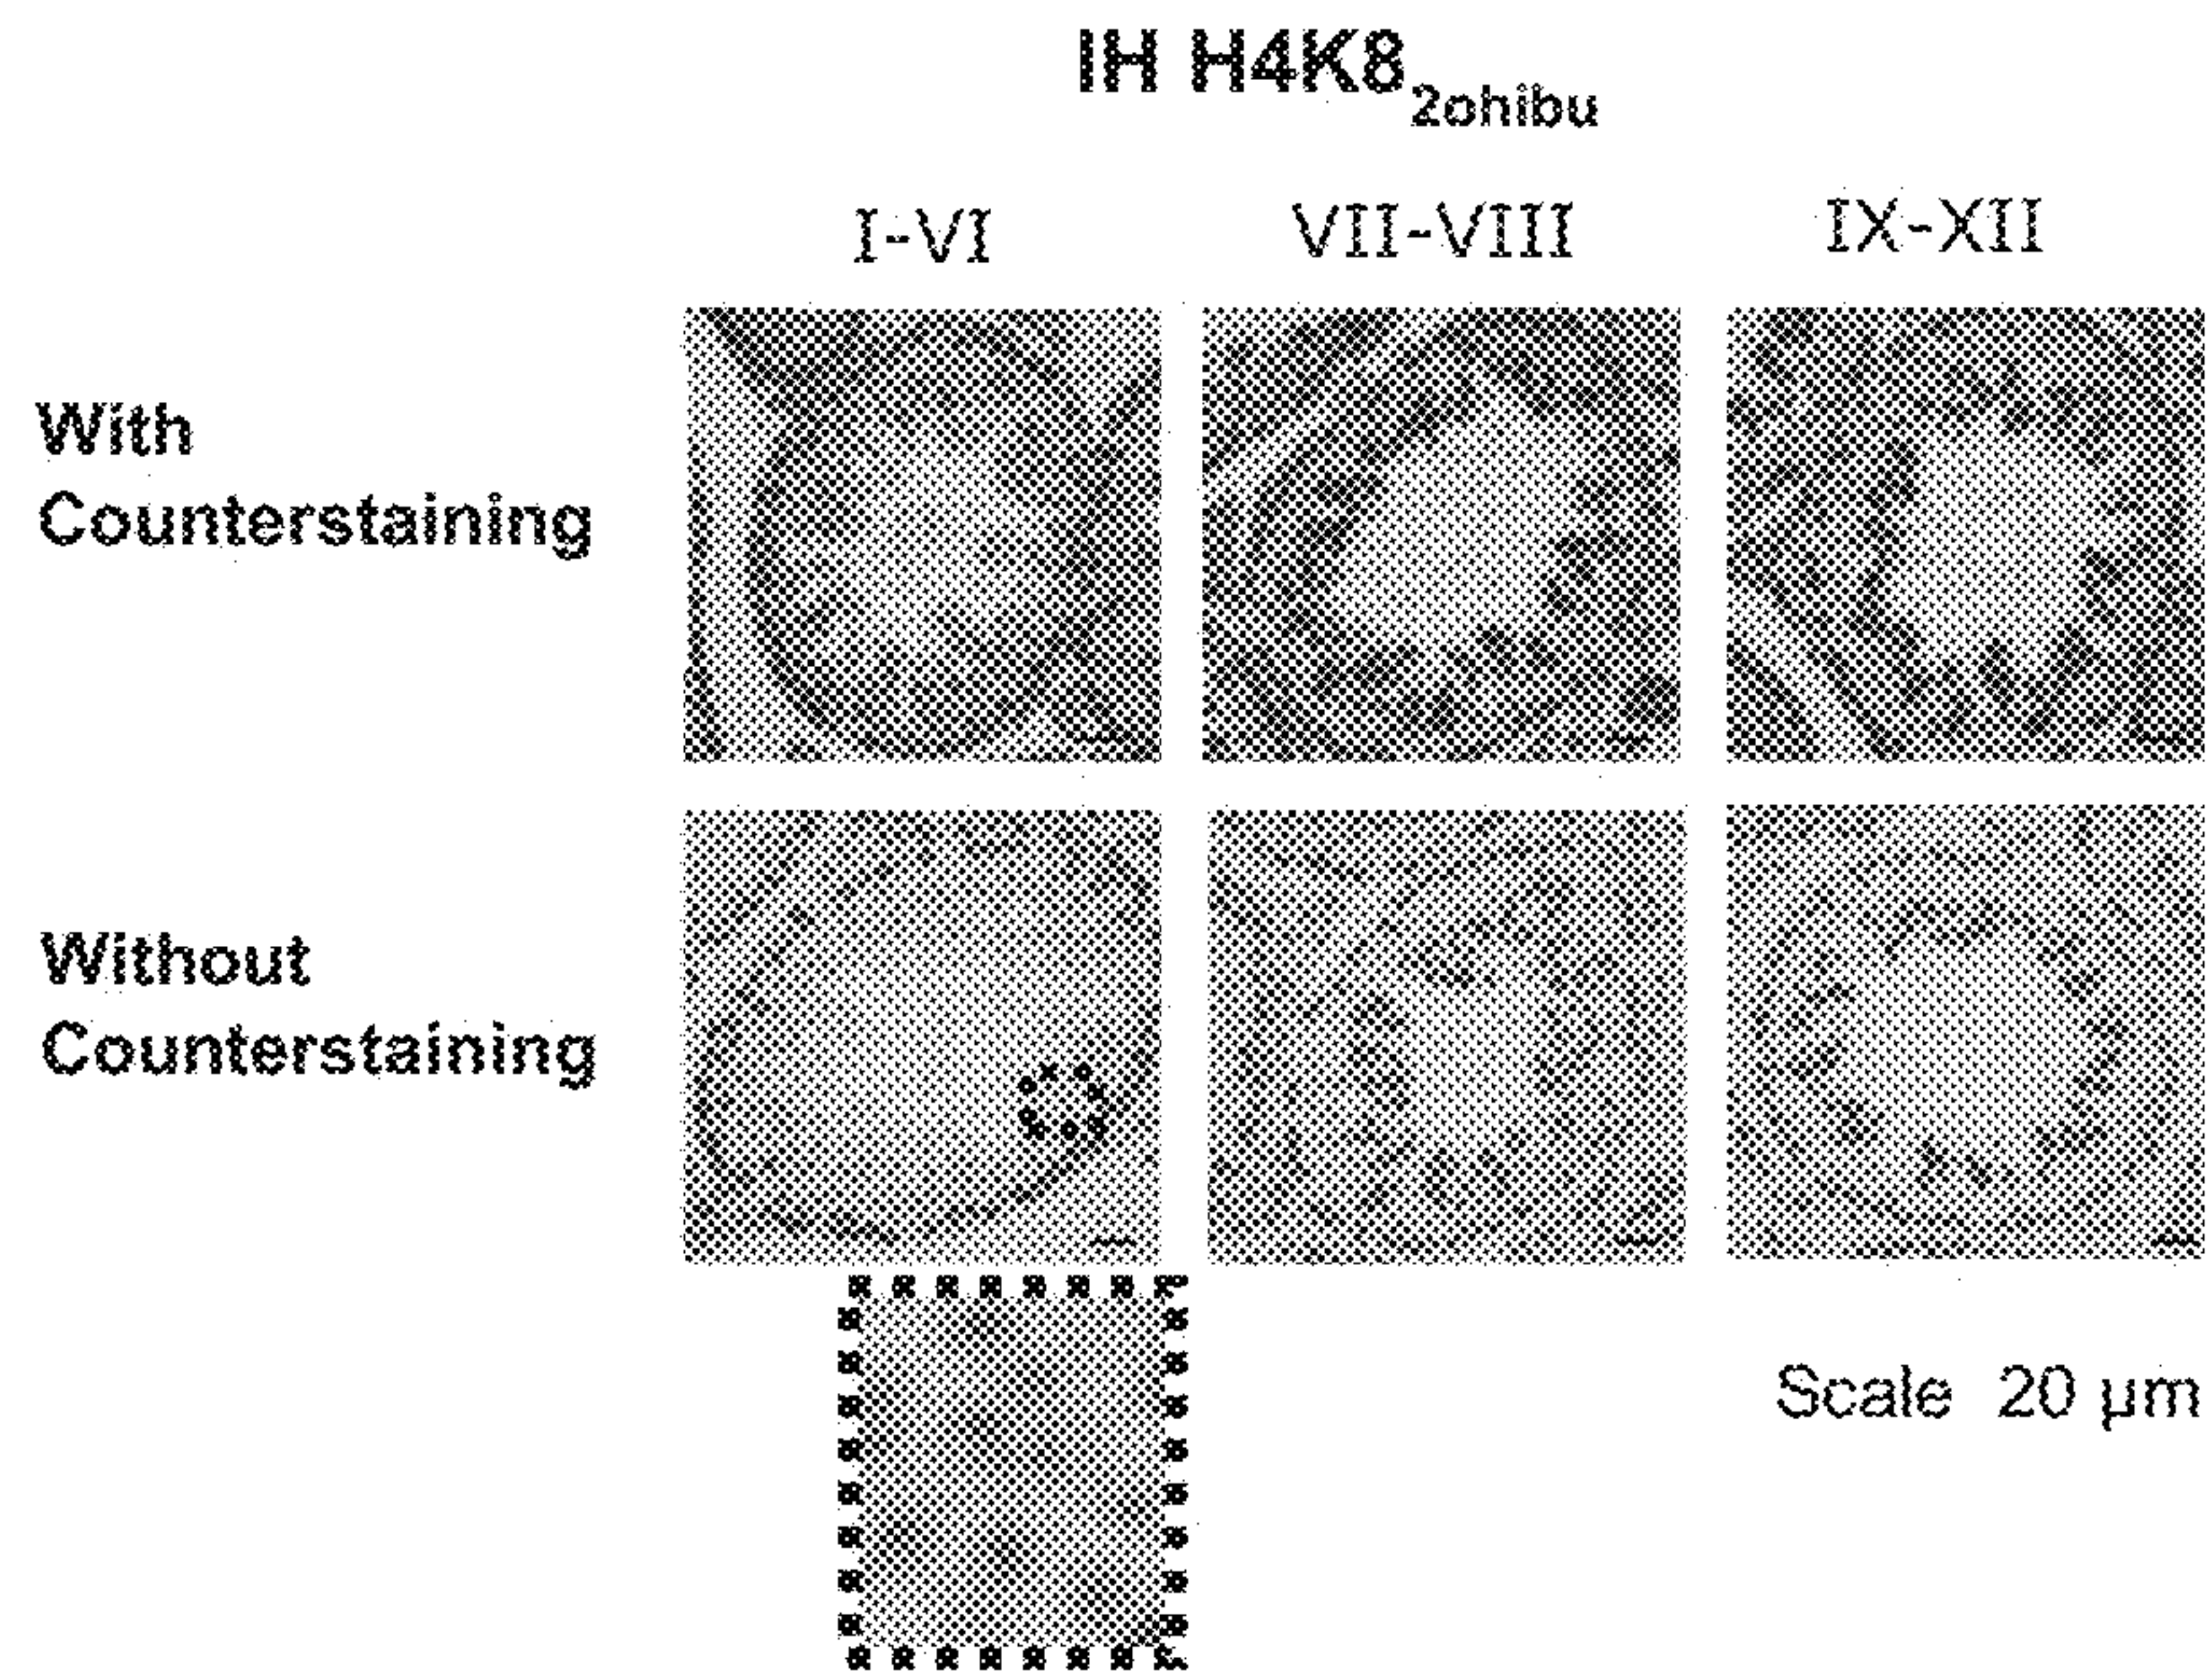 IH H4K8 2ohibu
I-VI VII-VIII IX-XII
With
Counterstaining
Without
Counterstaining
Scale 20 µm